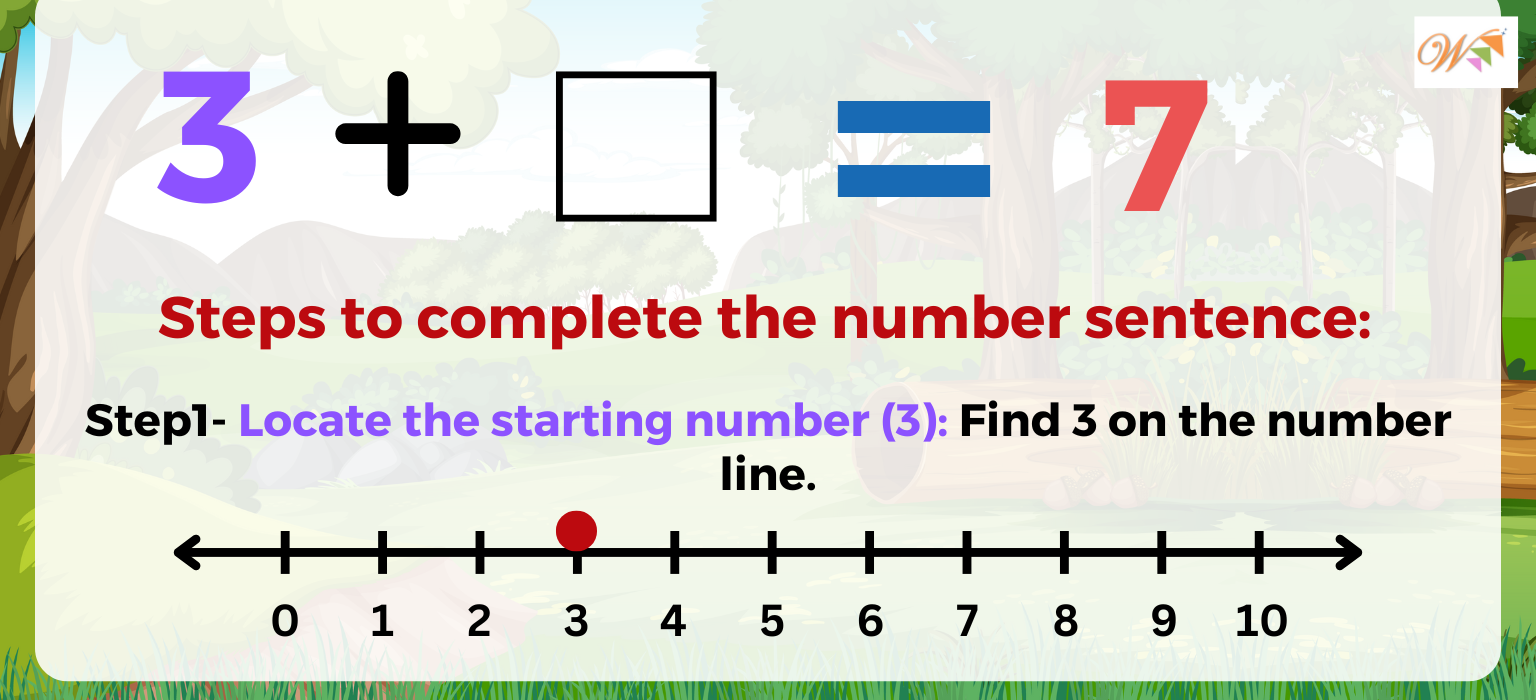 3 + = 7
W
Steps to complete the number sentence:
Step1- Locate the starting number (3): Find 3 on the number
line.
0 1 2 3 4 5 6 7 8 9 10